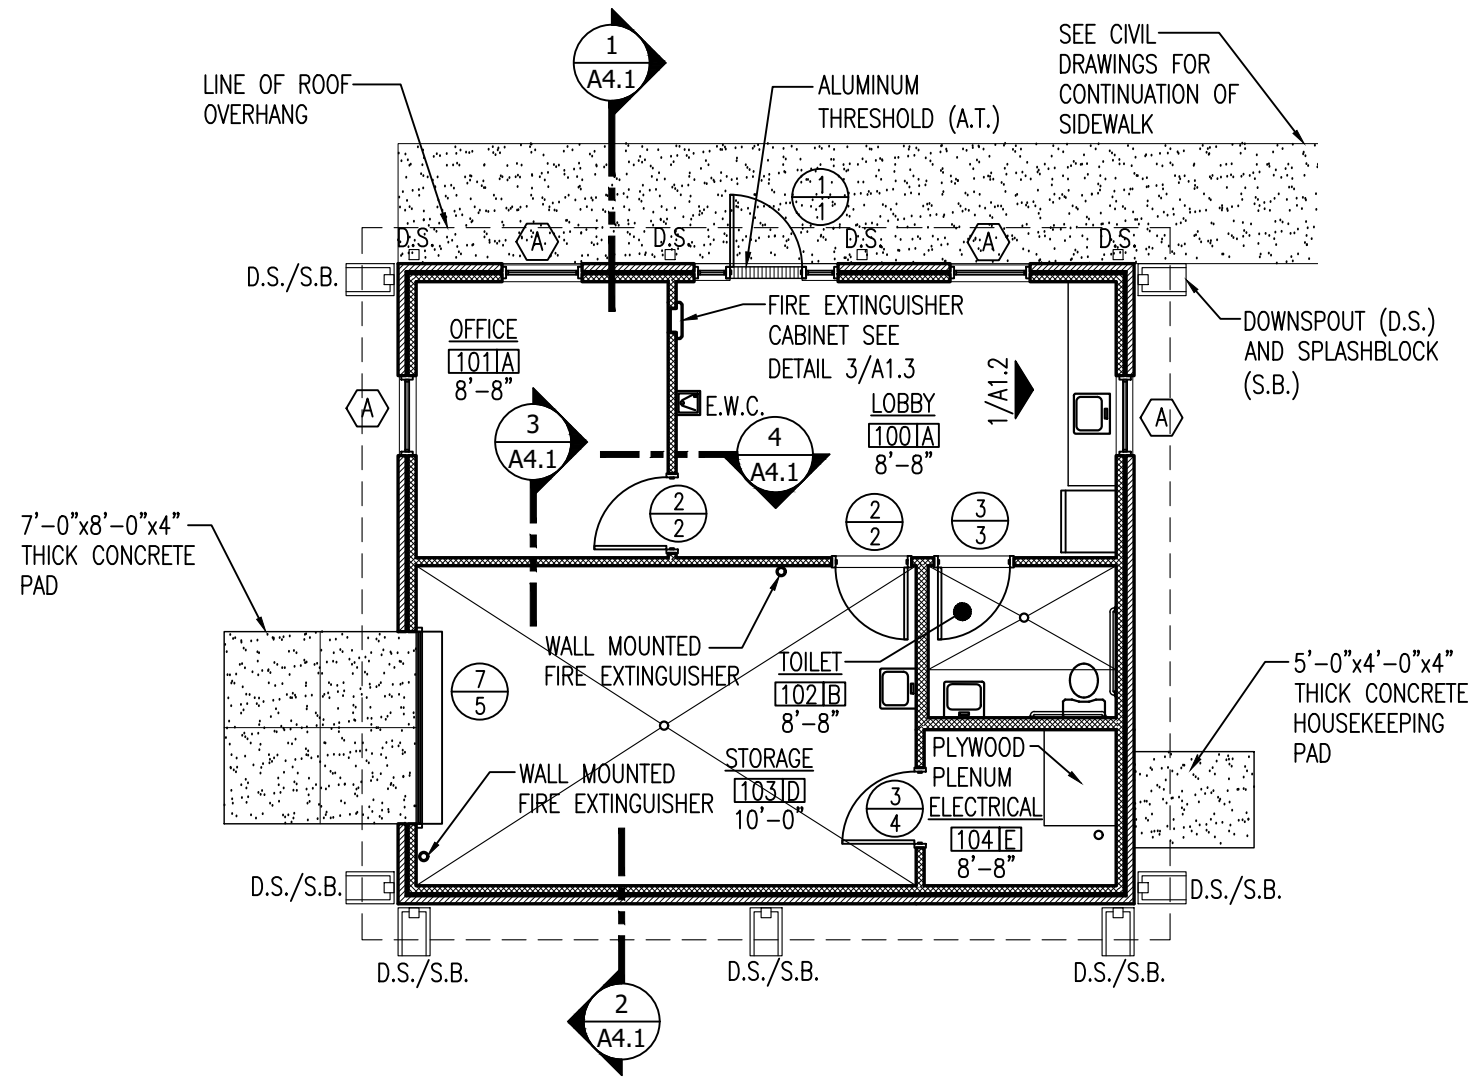 1
A4.1
SEE CIVIL
DRAWINGS FOR
CONTINUATION OF
SIDEWALK
LINE OF ROOF
OVERHANG
ALUMINUM
THRESHOLD (A.T.)
1
1
D.S.
A
D.S.
D.S.
A
D.S.
D.S./S.B.
FIRE EXTINGUISHER
CABINET SEE
DETAIL 3/A1.3
DOWNSPOUT (D.S.)
AND SPLASHBLOCK
(S.B.)
OFFICE
101 A
8'-8"
A
E.W.C.
LOBBY
100 A
8'-8"
1/A1.2
A
3
A4.1
4
A4.1
2
2
2
2
3
3
7'-0"x8'-0"x4"
THICK CONCRETE
PAD
WALL MOUNTED
FIRE EXTINGUISHER
TOILET
102 B
8'-8"
7
5
5'-0"x4'-0"x4"
THICK CONCRETE
HOUSEKEEPING
PAD
STORAGE
103 D
10'-0"
WALL MOUNTED
FIRE EXTINGUISHER
PLYWOOD
PLENUM
ELECTRICAL
104 E
8'-8"
3
4
D.S./S.B.
D.S./S.B.
D.S./S.B.
D.S./S.B.
D.S./S.B.
2
A4.1